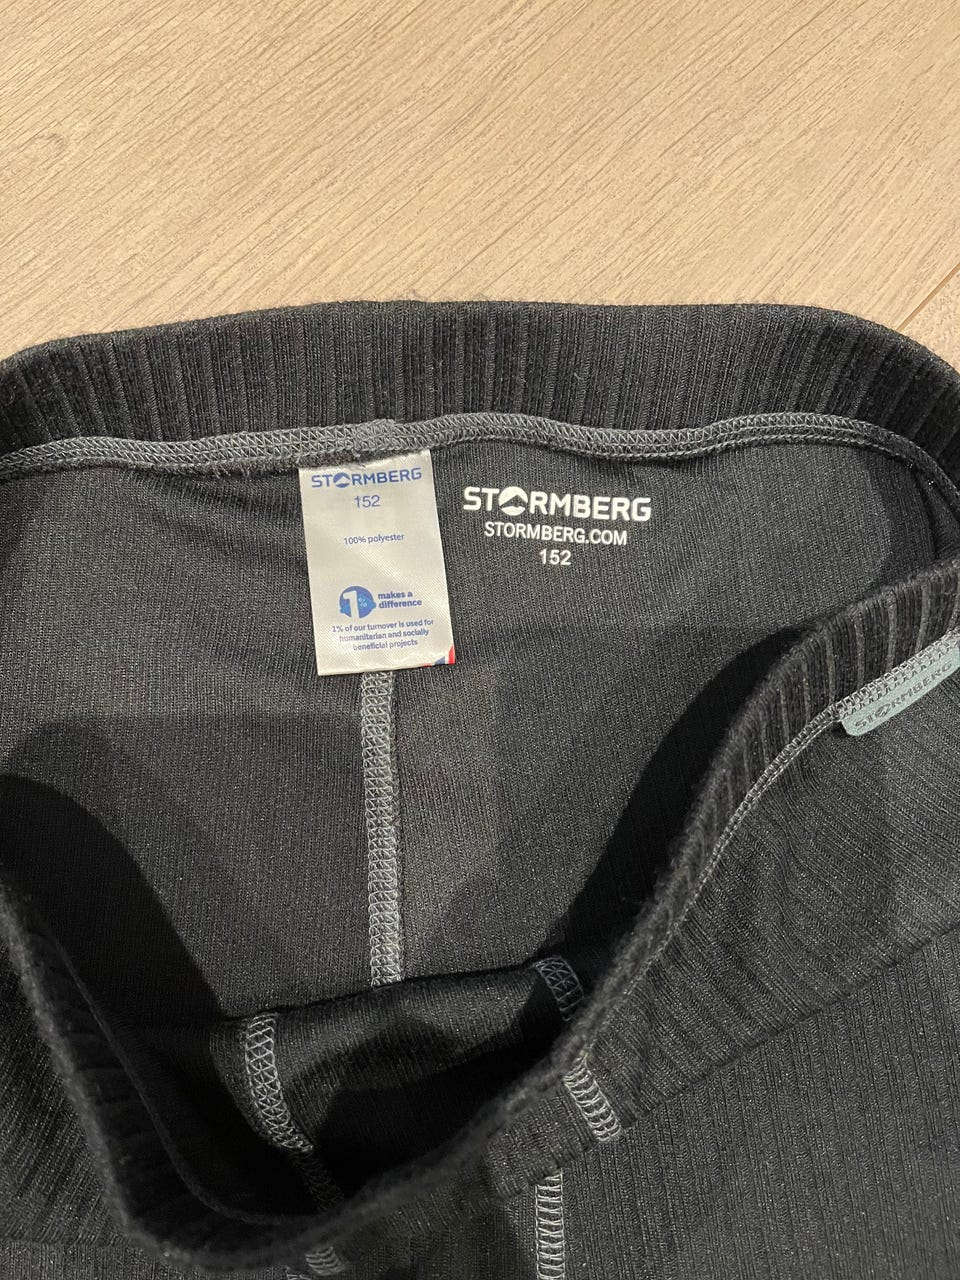 STORMBERG
152
100% polyester
1%
makes a
difference
1% of our turnover is used for
humanitarian and socially
beneficial projects
STORMBERG
STORMBERG.COM
152
STORMBERG